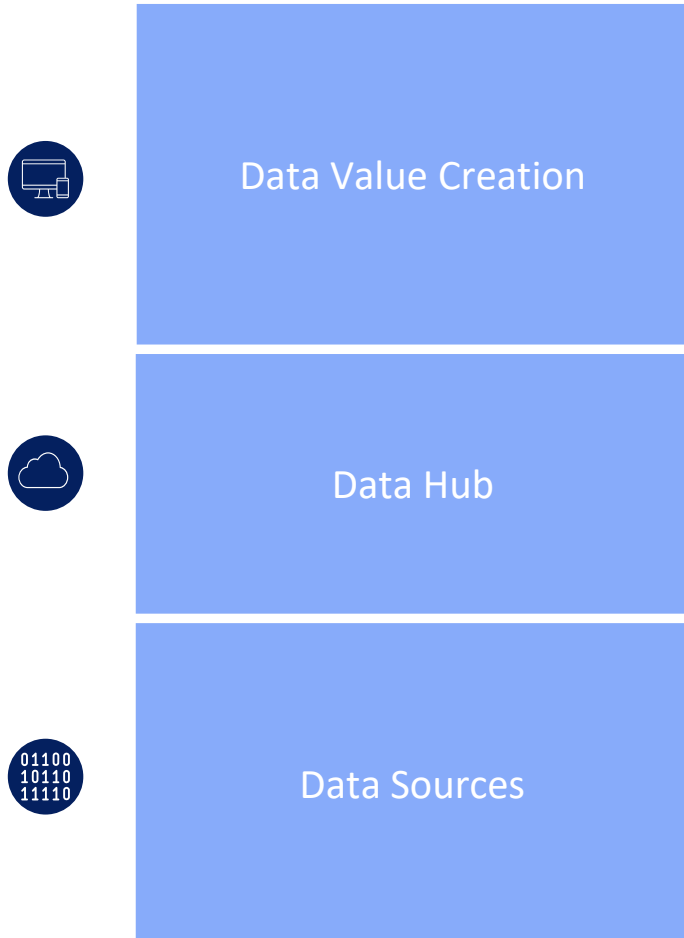 Data Value Creation
Data Hub
01100
10110
11110
Data Sources